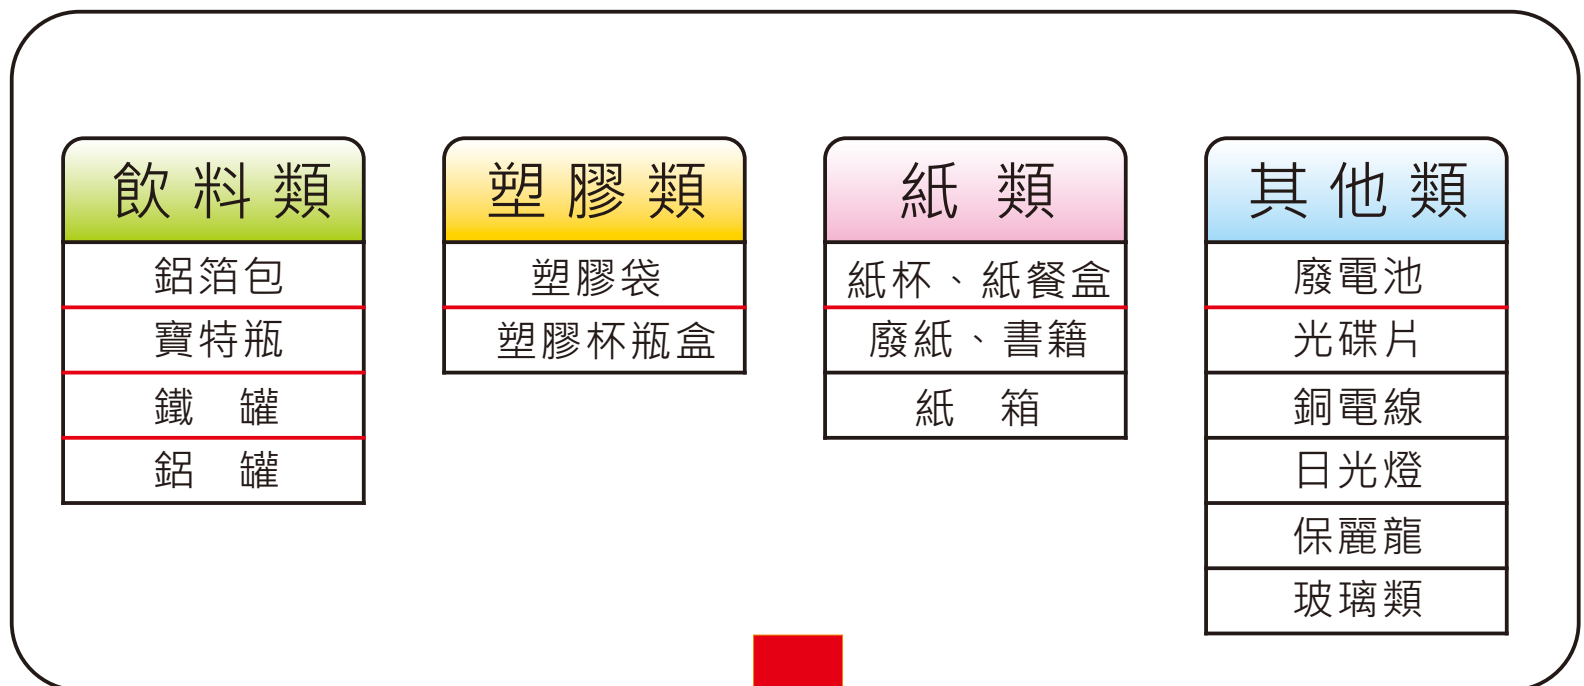 飲料類
鋁箔包
寶特瓶
鐵 罐
鋁 罐
塑膠類
塑膠袋
塑膠杯瓶盒
紙類
紙杯、紙餐盒
廢紙、書籍
紙 箱
其他類
廢電池
光碟片
銅電線
日光燈
保麗龍
玻璃類